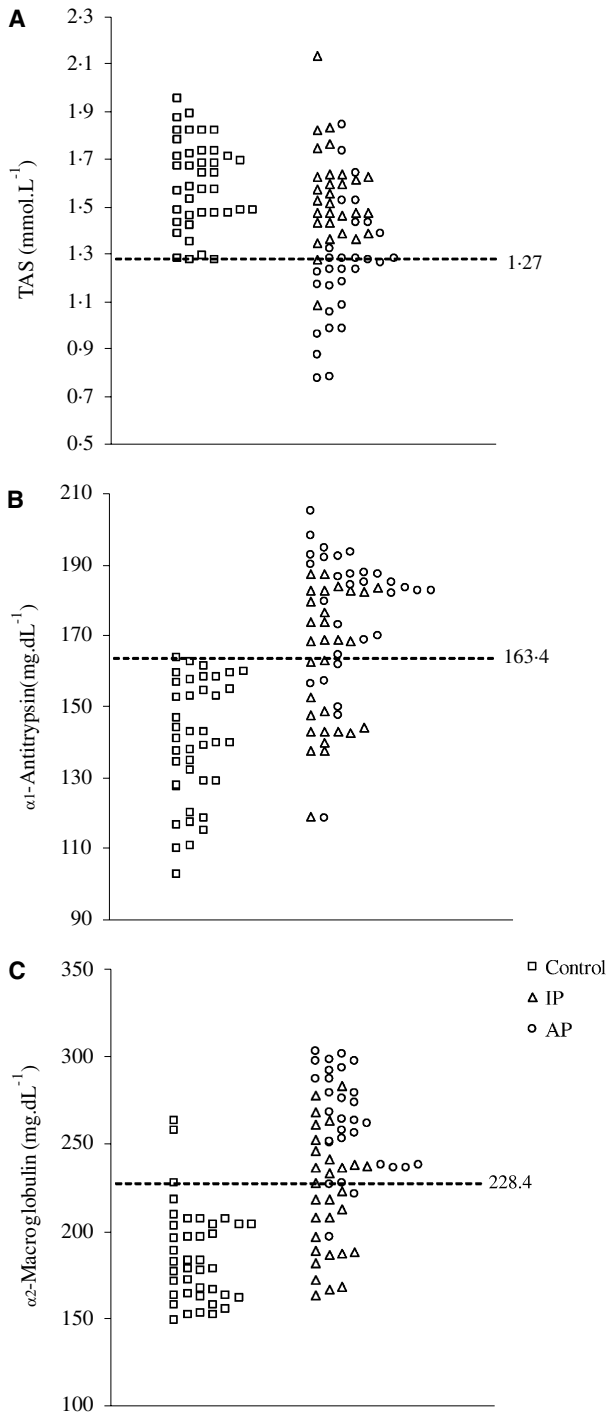 A
TAS (mmol.L-1)
2·3
2·1
1·9
1·7
1·5
1·3
1·1
0·9
0·7
0·5
1·27
B
α1-Antitrypsin(mg.dL-1)
210
190
170
150
130
110
90
163·4
C
α2-Macroglobulin (mg.dL-1)
350
300
250
200
150
100
228.4
Control
IP
AP